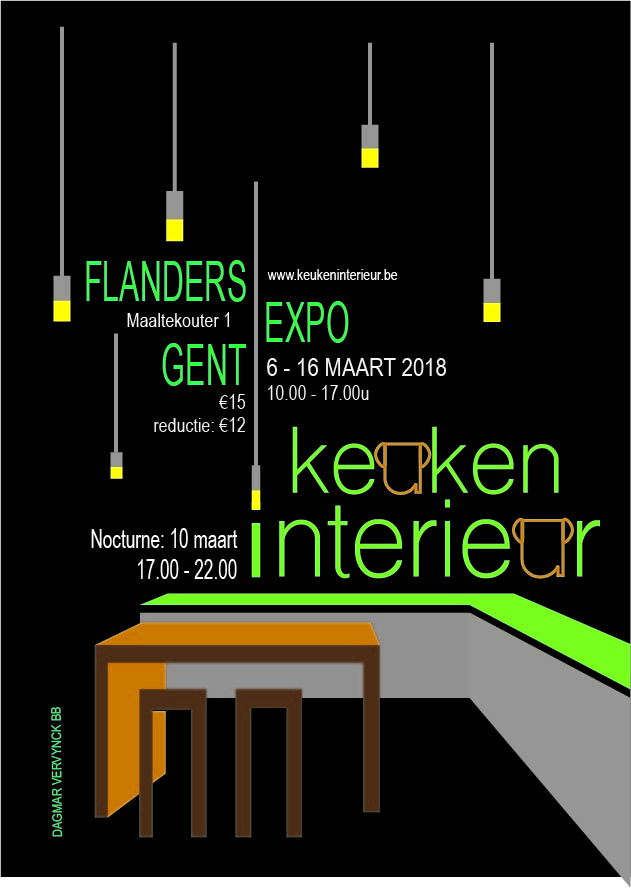 FLANDERS
www.keukeninterieur.be
Maaltekouter 1
EXPO
GENT
6 - 16 MAART 2018
€15
10.00 - 17.00u
reductie: €12
keuken
interieur
Nocturne: 10 maart
17.00 - 22.00
DAGMAR VERVYNCK BB